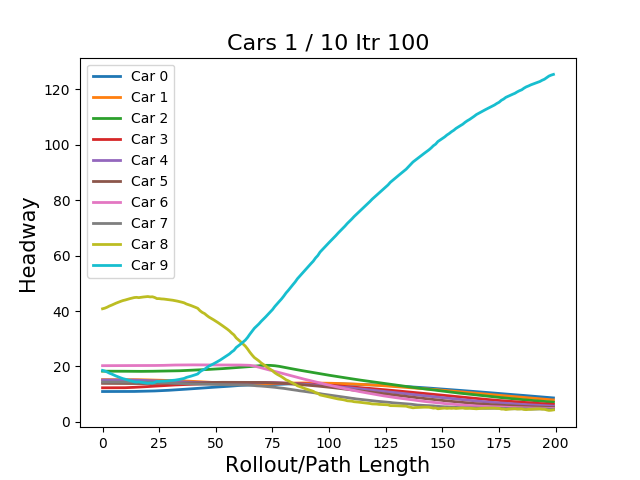 Cars 1 / 10 Itr 100
Car 0
Car 1
Car 2
Car 3
Car 4
Car 5
Car 6
Car 7
Car 8
Car 9
Headway
120
100
80
60
40
20
0
0 25 50 75 100 125 150 175 200
Rollout/Path Length